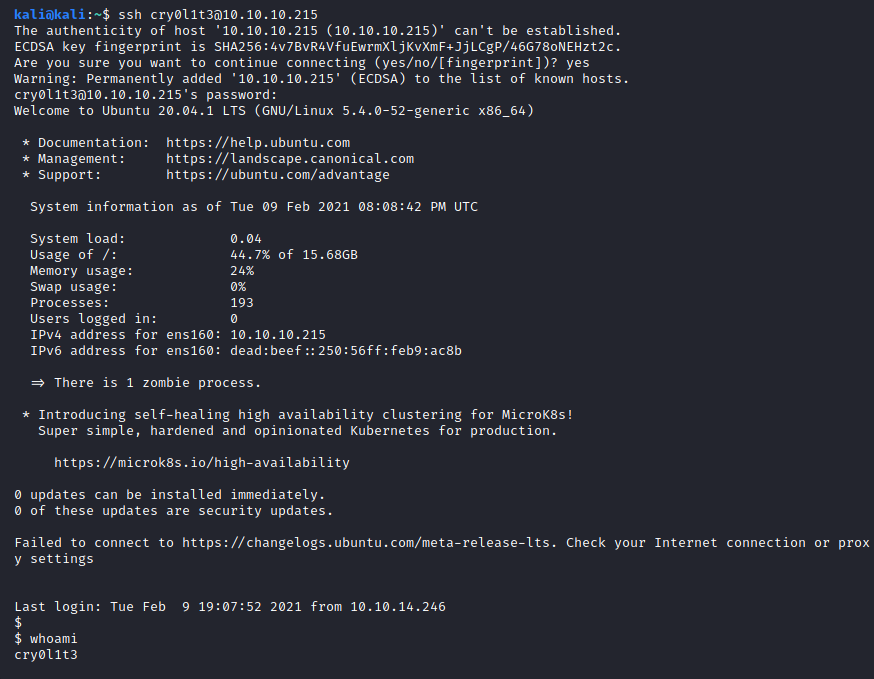 kali@kali:~$ ssh cry0l1t3@10.10.10.215
The authenticity of host '10.10.10.215 (10.10.10.215)' can't be established.
ECDSA key fingerprint is SHA256:4v7BvR4VfuEwrmXljKvXmF+JjLCgP/46G78oNEHzt2c.
Are you sure you want to continue connecting (yes/no/[fingerprint])? yes
Warning: Permanently added '10.10.10.215' (ECDSA) to the list of known hosts.
cry0l1t3@10.10.10.215's password:
Welcome to Ubuntu 20.04.1 LTS (GNU/Linux 5.4.0-52-generic x86_64)

 * Documentation:  https://help.ubuntu.com
 * Management:     https://landscape.canonical.com
 * Support:        https://ubuntu.com/advantage

  System information as of Tue 09 Feb 2021 08:08:42 PM UTC

  System load:             0.04
  Usage of /:              44.7% of 15.68GB
  Memory usage:            24%
  Swap usage:              0%
  Processes:               193
  Users logged in:         0
  IPv4 address for ens160: 10.10.10.215
  IPv6 address for ens160: dead:beef::250:56ff:feb9:ac8b

  => There is 1 zombie process.

 * Introducing self-healing high availability clustering for MicroK8s!
   Super simple, hardened and opinionated Kubernetes for production.

     https://microk8s.io/high-availability

0 updates can be installed immediately.
0 of these updates are security updates.

Failed to connect to https://changelogs.ubuntu.com/meta-release-lts. Check your Internet connection or prox
y settings

Last login: Tue Feb  9 19:07:52 2021 from 10.10.14.246
$
$ whoami
cry0l1t3